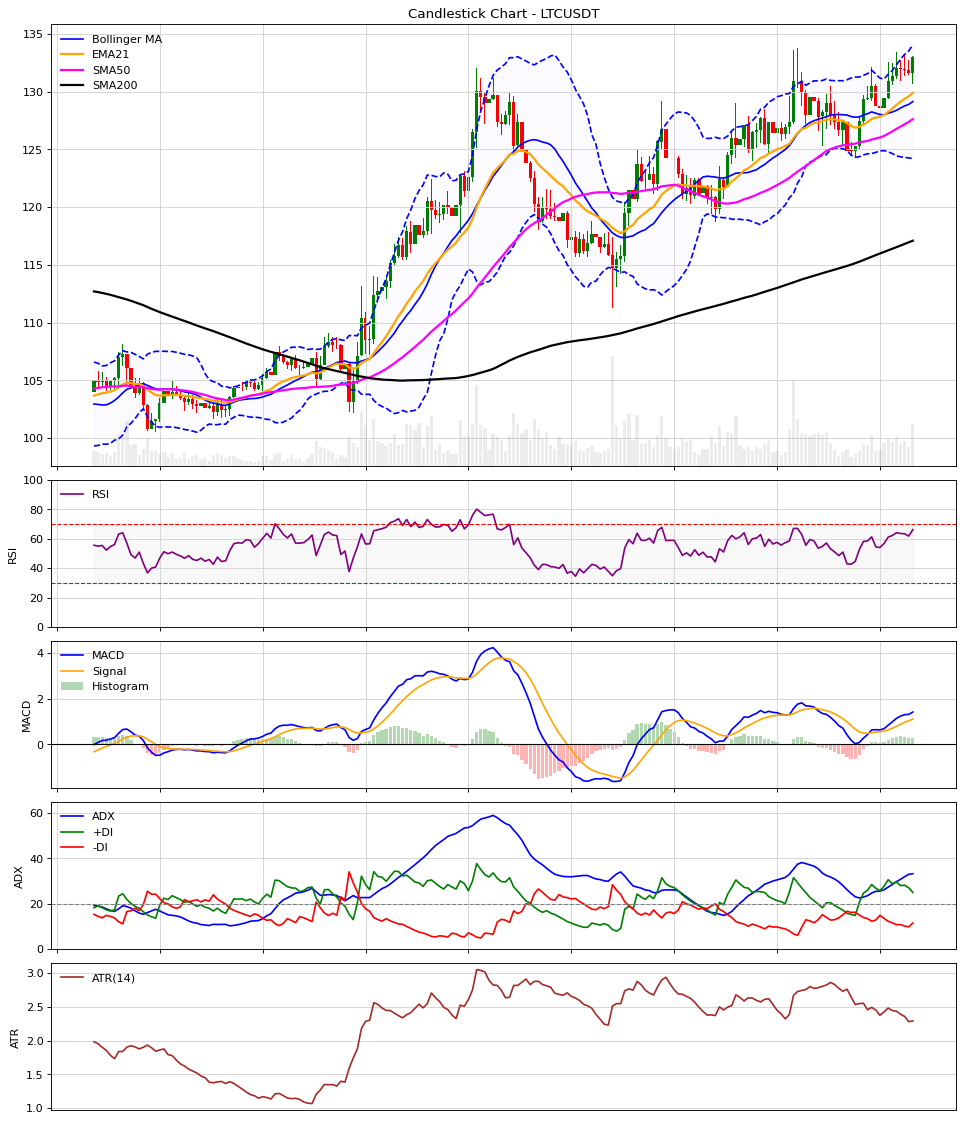 Candlestick Chart - LTCUSDT
135
130
125
120
115
110
105
100
Bollinger MA
EMA21
SMA50
SMA200
100
80
60
40
20
0
RSI
RSI
4
2
0
MACD
MACD
Signal
Histogram
60
40
20
0
ADX
ADX
+DI
-DI
3.0
2.5
2.0
1.5
1.0
ATR
ATR(14)